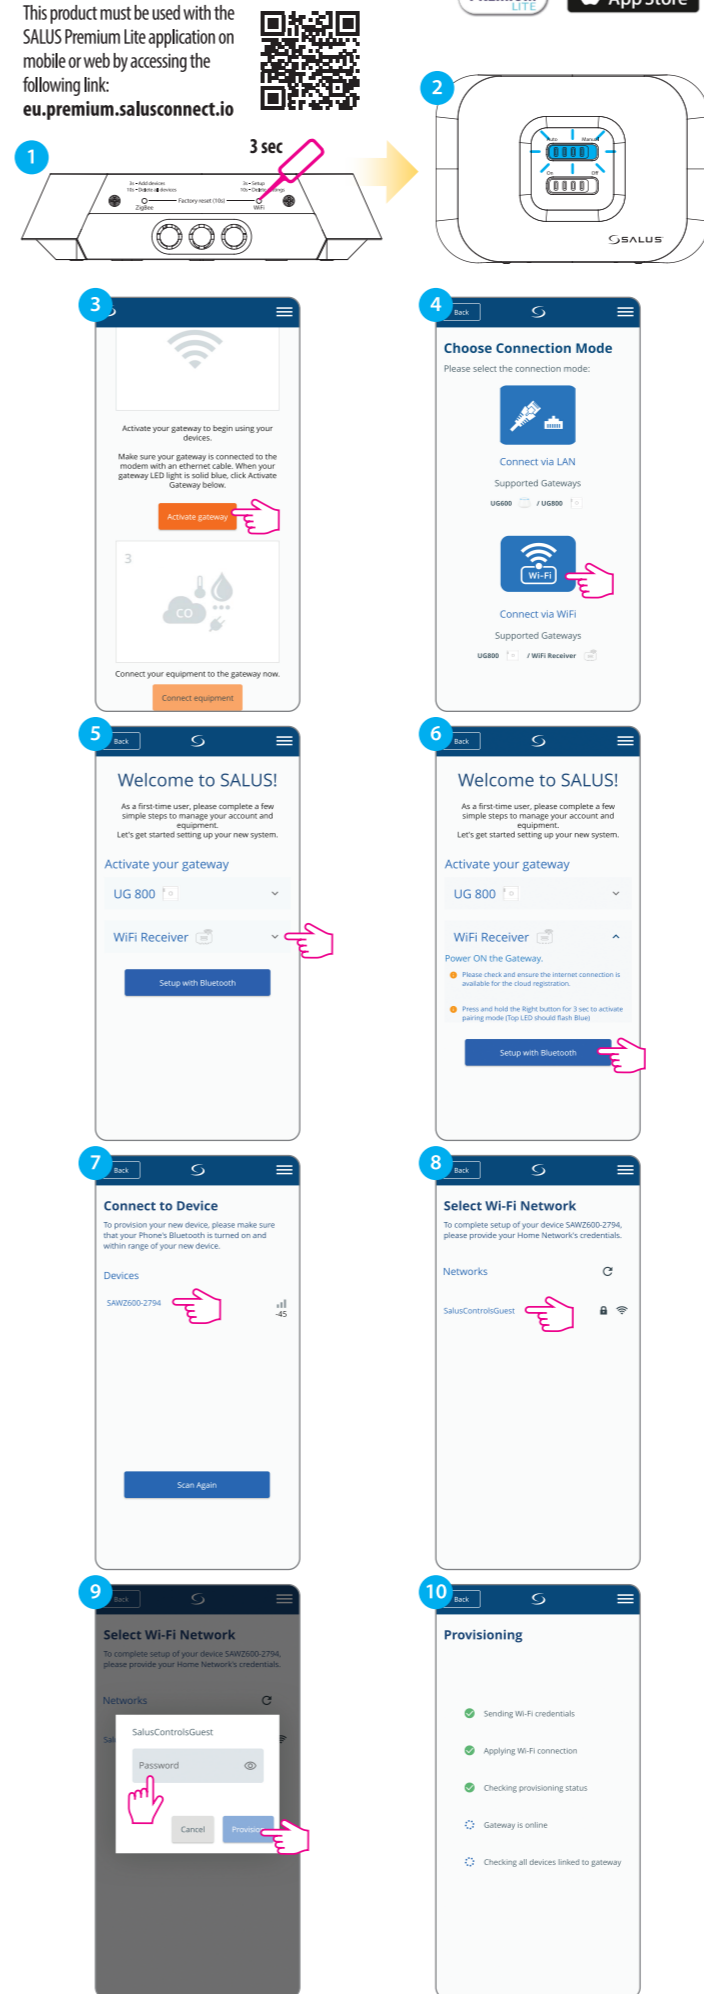 This product must be used with the
SALUS Premium Lite application on
mobile or web by accessing the
following link:
eu.premium.salusconnect.io
LITE
App Store
1
3 sec
3s = Add devices
10s = Delete all devices
3s = Setup
Factory reset (10s)
ZigBee
WiFi
2
Auto
Manual
On
Off
SALUS
3
Activate your gateway to begin using your
devices.
Make sure your gateway is connected to the
modem with an ethernet cable. When your
gateway LED light is solid blue, click Activate
Gateway below.
Activate gateway
3
CO
Connect your equipment to the gateway now.
Connect equipment
4
Back
Choose Connection Mode
Please select the connection mode:
Connect via LAN
Supported Gateways
UG600 / UG800
Wi-Fi
Connect via WiFi
Supported Gateways
UG800 / WiFi Receiver
5
Back
Welcome to SALUS!
As a first-time user, please complete a few
simple steps to manage your account and
equipment.
Let's get started setting up your new system.
Activate your gateway
UG 800
WiFi Receiver
Setup with Bluetooth
6
Back
Welcome to SALUS!
As a first-time user, please complete a few
simple steps to manage your account and
equipment.
Let's get started setting up your new system.
Activate your gateway
UG 800
WiFi Receiver
Power ON the Gateway.
Please check and ensure the internet connection is
available for the cloud registration.
Press and hold the Right button for 3 sec to activate
pairing mode (Top LED should flash Blue)
Setup with Bluetooth
7
Back
Connect to Device
To provision your new device, please make sure
that your Phone's Bluetooth is turned on and
within range of your new device.
Devices
SAWZ600-2794
-45
Scan Again
8
Back
Select Wi-Fi Network
To complete setup of your device SAWZ600-2794,
please provide your Home Network's credentials.
Networks
SalusControlsGuest
9
Back
Select Wi-Fi Network
To complete setup of your device SAWZ600-2794,
please provide your Home Network's credentials.
Networks
SalusControlsGuest
Password
Cancel
Provision
10
Back
Provisioning
Sending Wi-Fi credentials
Applying Wi-Fi connection
Checking provisioning status
Gateway is online
Checking all devices linked to gateway